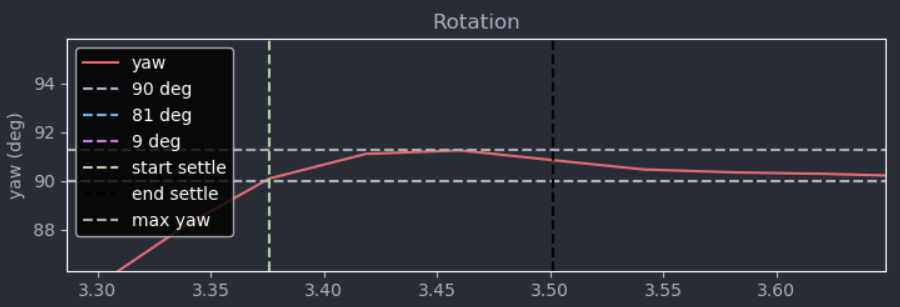 Rotation
yaw (deg)
94
92
90
88
yaw
90 deg
81 deg
9 deg
start settle
end settle
max yaw
3.30 3.35 3.40 3.45 3.50 3.55 3.60